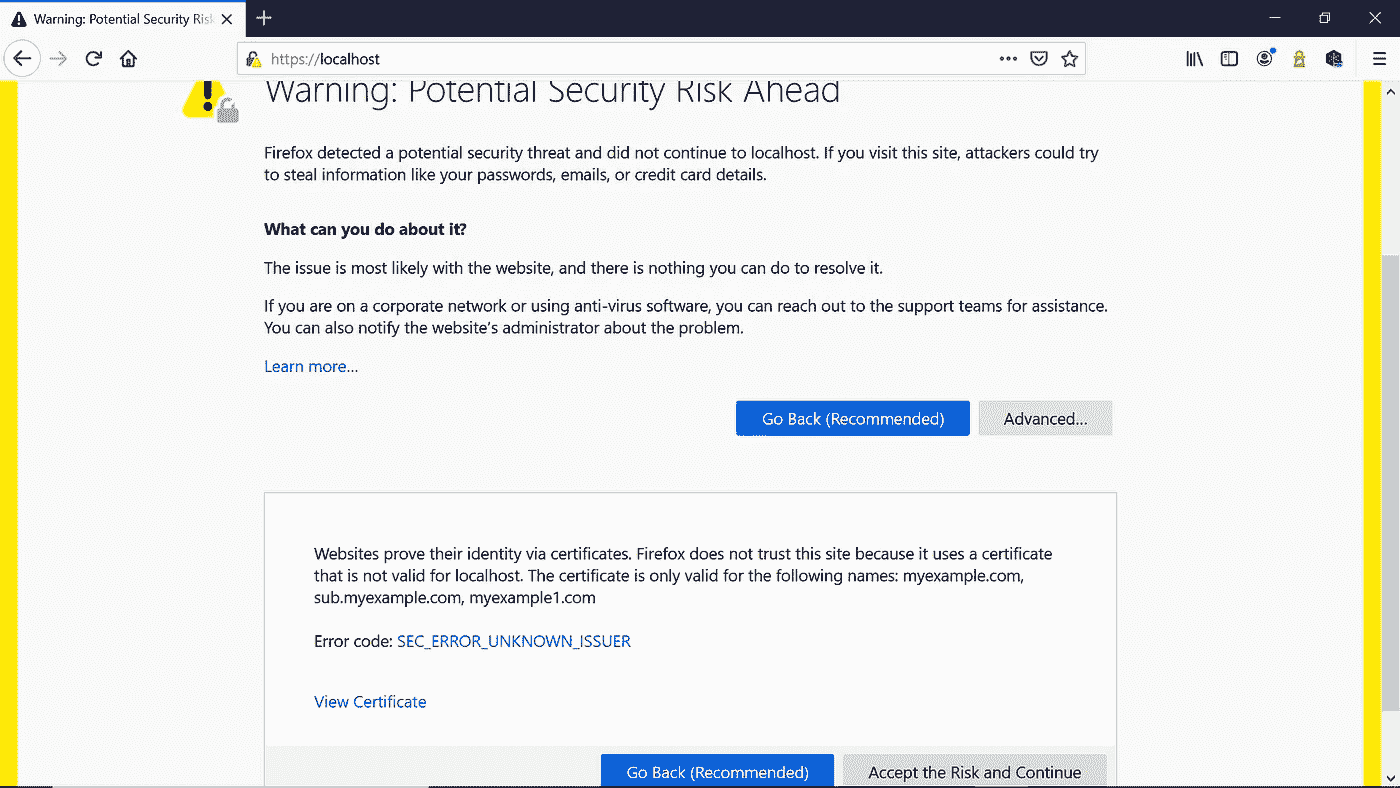 Warning: Potential Security Ris
https://localhost
Warning: Potential Security Risk Ahead
Firefox detected a potential security threat and did not continue to localhost. If you visit this site, attackers could try
to steal information like your passwords, emails, or credit card details.
What can you do about it?
The issue is most likely with the website, and there is nothing you can do to resolve it.
If you are on a corporate network or using anti-virus software, you can reach out to the support teams for assistance.
You can also notify the website’s administrator about the problem.
Learn more...
Go Back (Recommended) Advanced...
Websites prove their identity via certificates. Firefox does not trust this site because it uses a certificate
that is not valid for localhost. The certificate is only valid for the following names: myexample.com,
sub.myexample.com, myexample1.com
Error code: SEC_ERROR_UNKNOWN_ISSUER
View Certificate
Go Back (Recommended) Accept the Risk and Continue